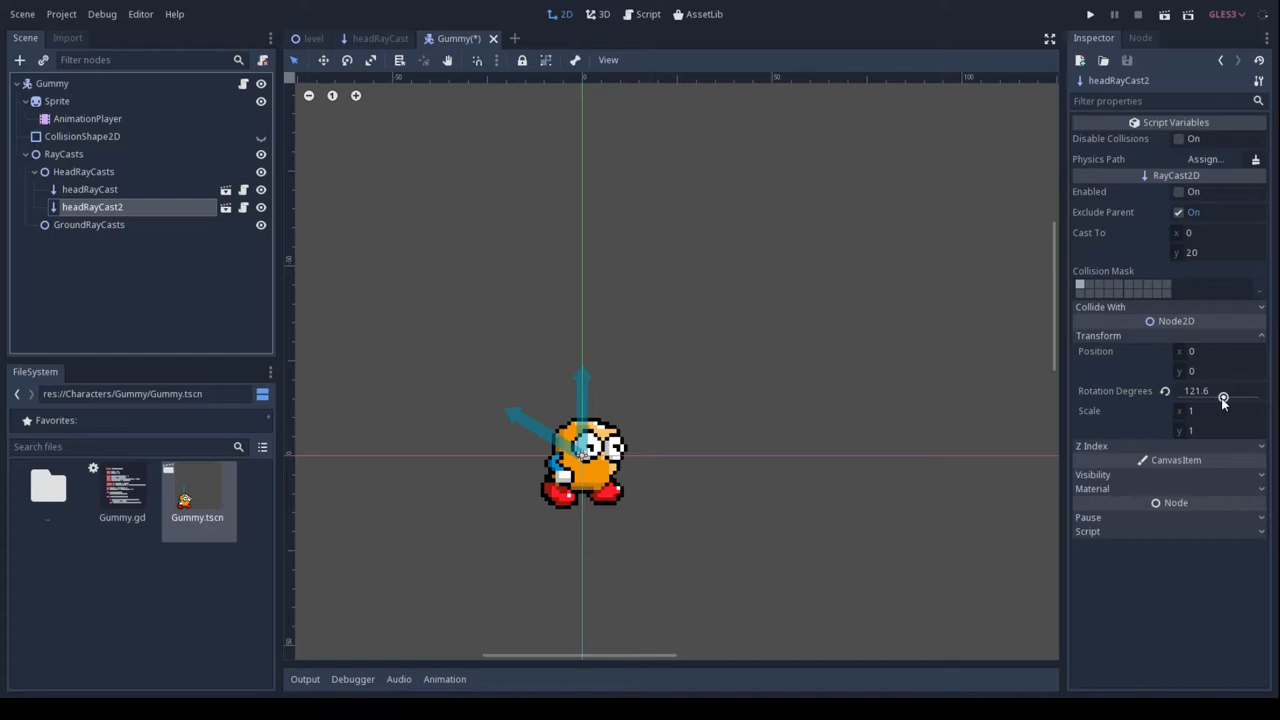 Scene Project Debug Editor Help
2D 3D Script AssetLib
GLES3
Scene Import
level headRayCast Gummy(*)
Inspector Node
Filter nodes
View
headRayCast2
Filter properties
Gummy
Sprite
AnimationPlayer
CollisionShape2D
RayCasts
HeadRayCasts
headRayCast
headRayCast2
GroundRayCasts
-50 0 50 100
Script Variables
Disable Collisions On
Physics Path Assign...
RayCast2D
Enabled On
Exclude Parent On
Cast To x 0
y 20
Collision Mask
..
Collide With
Node2D
Transform
Position x 0
y 0
Rotation Degrees 121.6
Scale x 1
y 1
Z Index
CanvasItem
Visibility
Material
Node
Pause
Script
FileSystem
res://Characters/Gummy/Gummy.tscn
Favorites:
Search files
.. Gummy.gd Gummy.tscn
Output Debugger Audio Animation